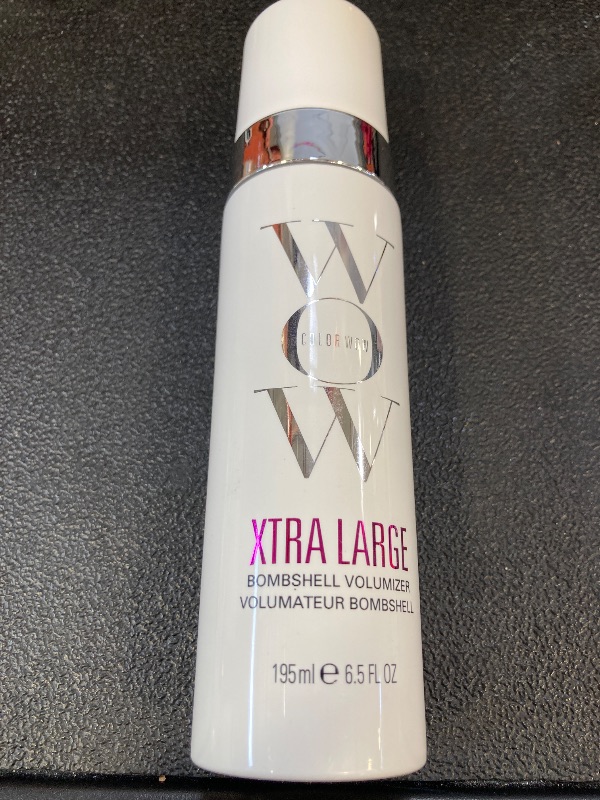 W
O
COLOR WOW
W
XTRA LARGE
BOMBSHELL VOLUMIZER
VOLUMATEUR BOMBSHELL
195ml e 6.5 FL OZ